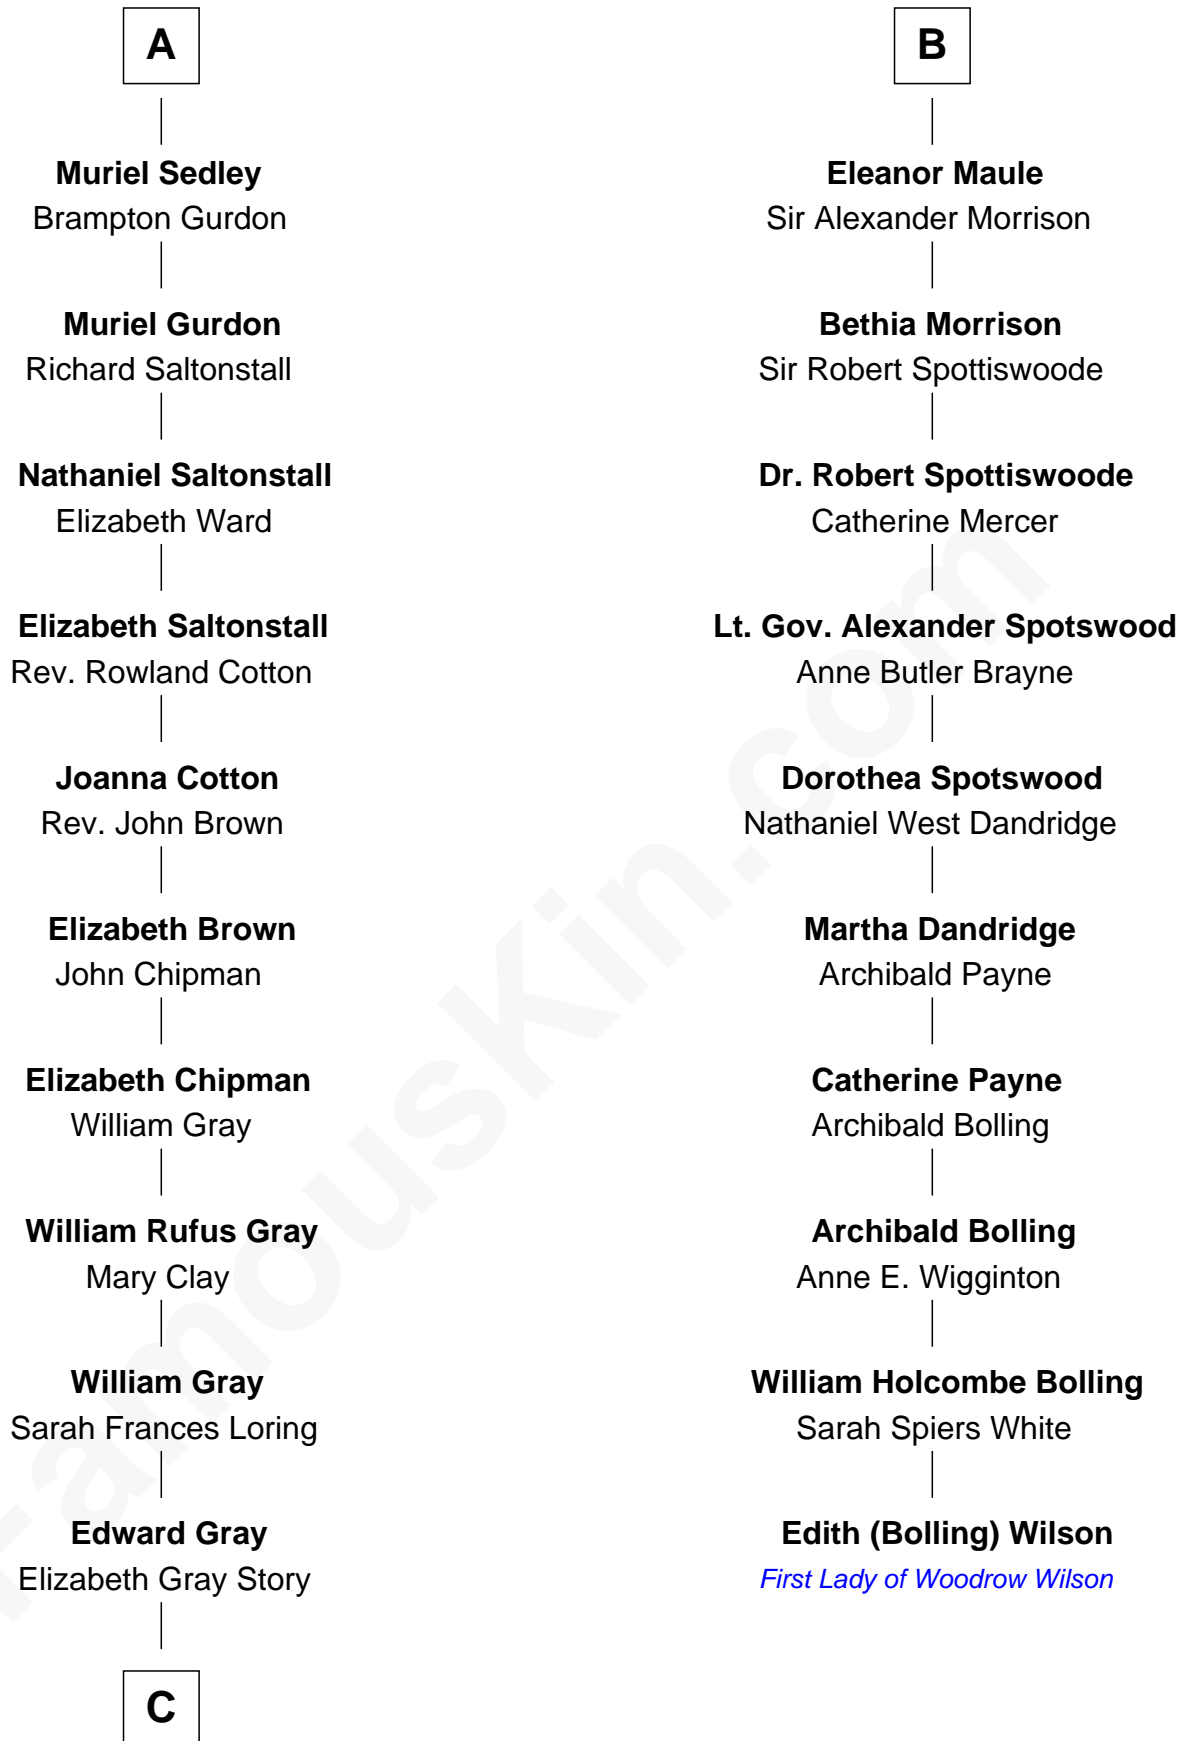 A
Muriel Sedley
Brampton Gurdon
Muriel Gurdon
Richard Saltonstall
Nathaniel Saltonstall
Elizabeth Ward
Elizabeth Saltonstall
Rev. Rowland Cotton
Joanna Cotton
Rev. John Brown
Elizabeth Brown
John Chipman
Elizabeth Chipman
William Gray
William Rufus Gray
Mary Clay
William Gray
Sarah Frances Loring
Edward Gray
Elizabeth Gray Story
C
B
Eleanor Maule
Sir Alexander Morrison
Bethia Morrison
Sir Robert Spottiswoode
Dr. Robert Spottiswoode
Catherine Mercer
Lt. Gov. Alexander Spotswood
Anne Butler Brayne
Dorothea Spotswood
Nathaniel West Dandridge
Martha Dandridge
Archibald Payne
Catherine Payne
Archibald Bolling
Archibald Bolling
Anne E. Wigginton
William Holcombe Bolling
Sarah Spiers White
Edith (Bolling) Wilson
First Lady of Woodrow Wilson
FamousKin.com